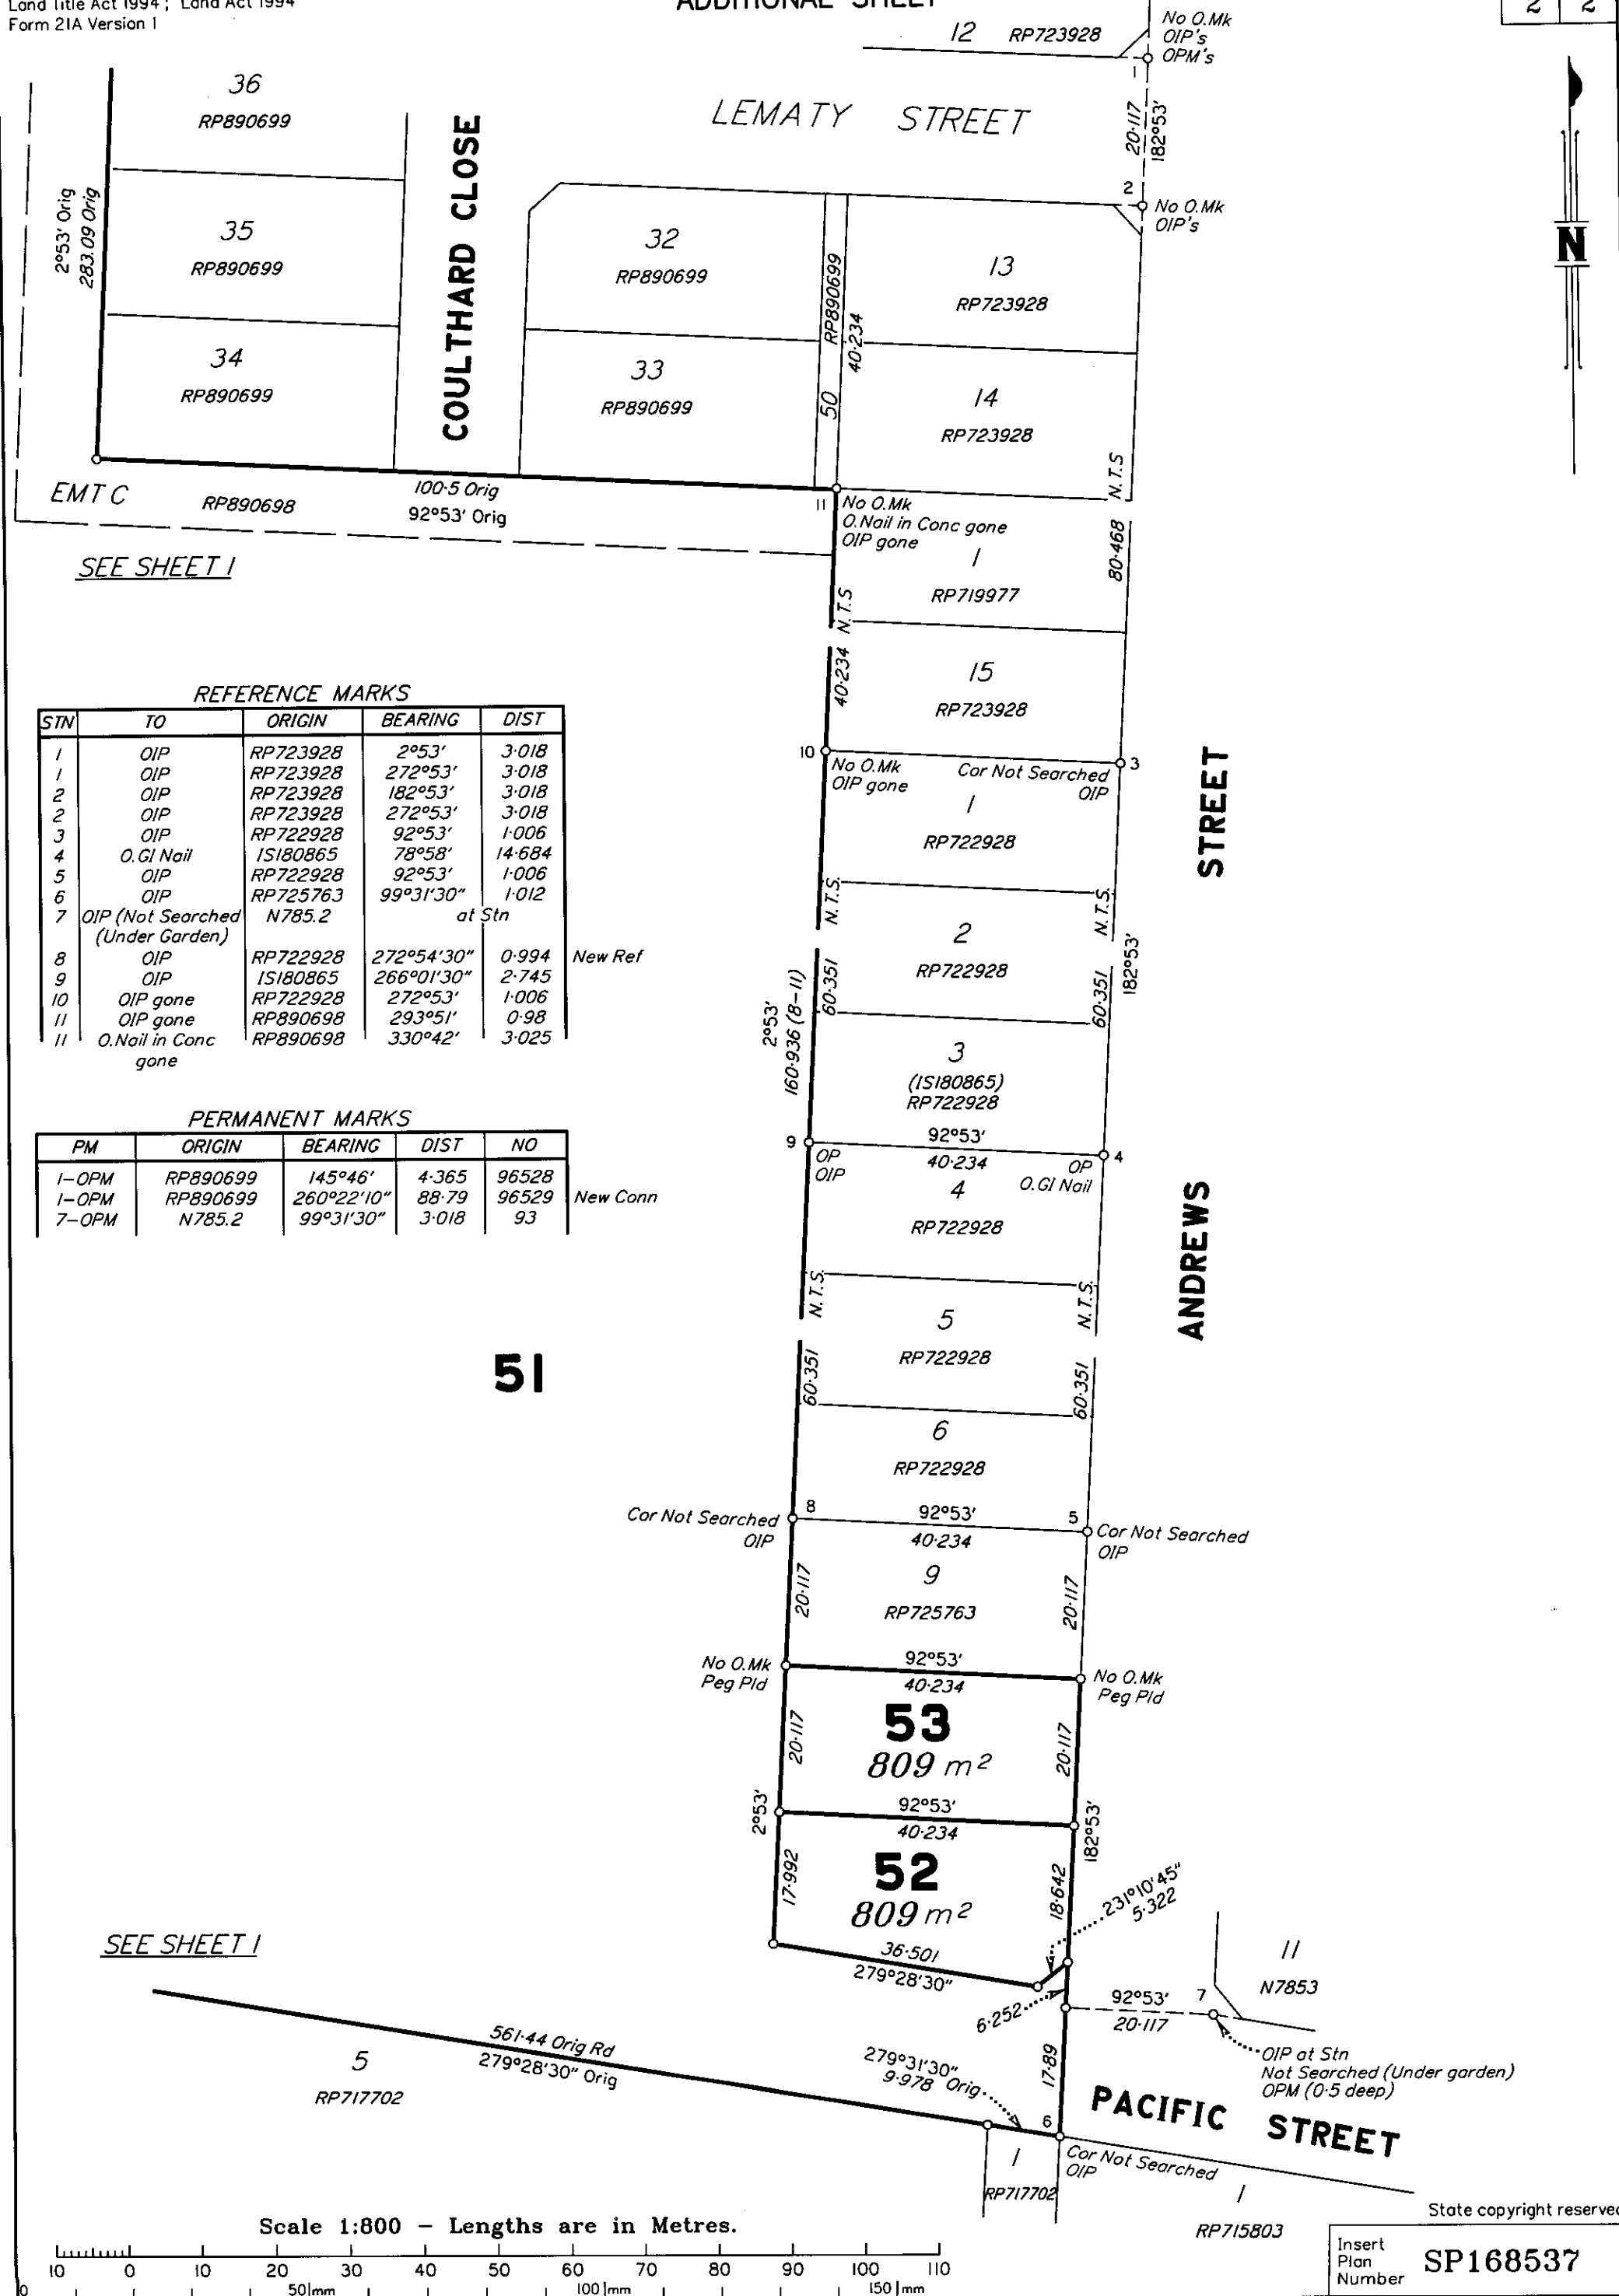 Land Title Act 1994; Land Act 1994
Form 21A Version 1
ADDITIONAL SHEET
2 2
12 RP723928
No O.Mk
OIP's
OPM's
1
20·117
182°53'
LEMATY STREET
2
No O.Mk
OIP's
N
36
RP890699
35
RP890699
34
RP890699
2°53' Orig
283.09 Orig
COULTHARD CLOSE
32
RP890699
33
RP890699
50
RP890699
40·234
13
RP723928
14
RP723928
N.T.S
EMT C
RP890698
100·5 Orig
92°53' Orig
11
No O.Mk
O.Nail in Conc gone
OIP gone
1
RP719977
80·468
SEE SHEET 1
N.T.S
40·234
15
RP723928
10
No O.Mk
OIP gone
Cor Not Searched
OIP
3
1
RP722928
N.T.S.
N.T.S.
REFERENCE MARKS
STN TO ORIGIN BEARING DIST
1 OIP RP723928 2°53' 3·018
1 OIP RP723928 272°53' 3·018
2 OIP RP723928 182°53' 3·018
2 OIP RP723928 272°53' 3·018
3 OIP RP722928 92°53' 1·006
4 O.GI Nail IS180865 78°58' 14·684
5 OIP RP722928 92°53' 1·006
6 OIP RP725763 99°31'30" 1·012
7 OIP (Not Searched N785.2 at Stn
(Under Garden)
8 OIP RP722928 272°54'30" 0·994 New Ref
9 OIP IS180865 266°01'30" 2·745
10 OIP gone RP722928 272°53' 1·006
11 OIP gone RP890698 293°51' 0·98
11 O.Nail in Conc RP890698 330°42' 3·025
gone
PERMANENT MARKS
PM ORIGIN BEARING DIST NO
1-OPM RP890699 145°46' 4·365 96528
1-OPM RP890699 260°22'10" 88·79 96529 New Conn
7-OPM N785.2 99°31'30" 3·018 93
2
RP722928
60·351
60·351
182°53'
2°53'
160·936 (8-11)
3
(IS180865)
RP722928
9
OP
OIP
92°53'
40·234
OP
O.GI Nail
4
4
RP722928
N.T.S.
N.T.S.
ANDREWS STREET
51
5
RP722928
60·351
60·351
6
RP722928
Cor Not Searched
OIP
8
92°53'
40·234
5
Cor Not Searched
OIP
20·117
9
RP725763
20·117
No O.Mk
Peg Pld
92°53'
40·234
No O.Mk
Peg Pld
20·117
53
809 m²
20·117
2°53'
92°53'
40·234
182°53'
17·992
52
809 m²
18·642
231°10'45"
5·322
36·501
279°28'30"
6·252
92°53'
20·117
7
11
N7853
OIP at Stn
Not Searched (Under garden)
OPM (0·5 deep)
SEE SHEET 1
561·44 Orig Rd
279°28'30" Orig
5
RP717702
279°31'30"
9·978 Orig
17·89
6
PACIFIC STREET
Cor Not Searched
OIP
1
RP717702
1
RP715803
Scale 1:800 – Lengths are in Metres.
10 0 10 20 30 40 50 60 70 80 90 100 110
0 50mm 100mm 150mm
State copyright reserved
Insert
Plan
Number
SP168537